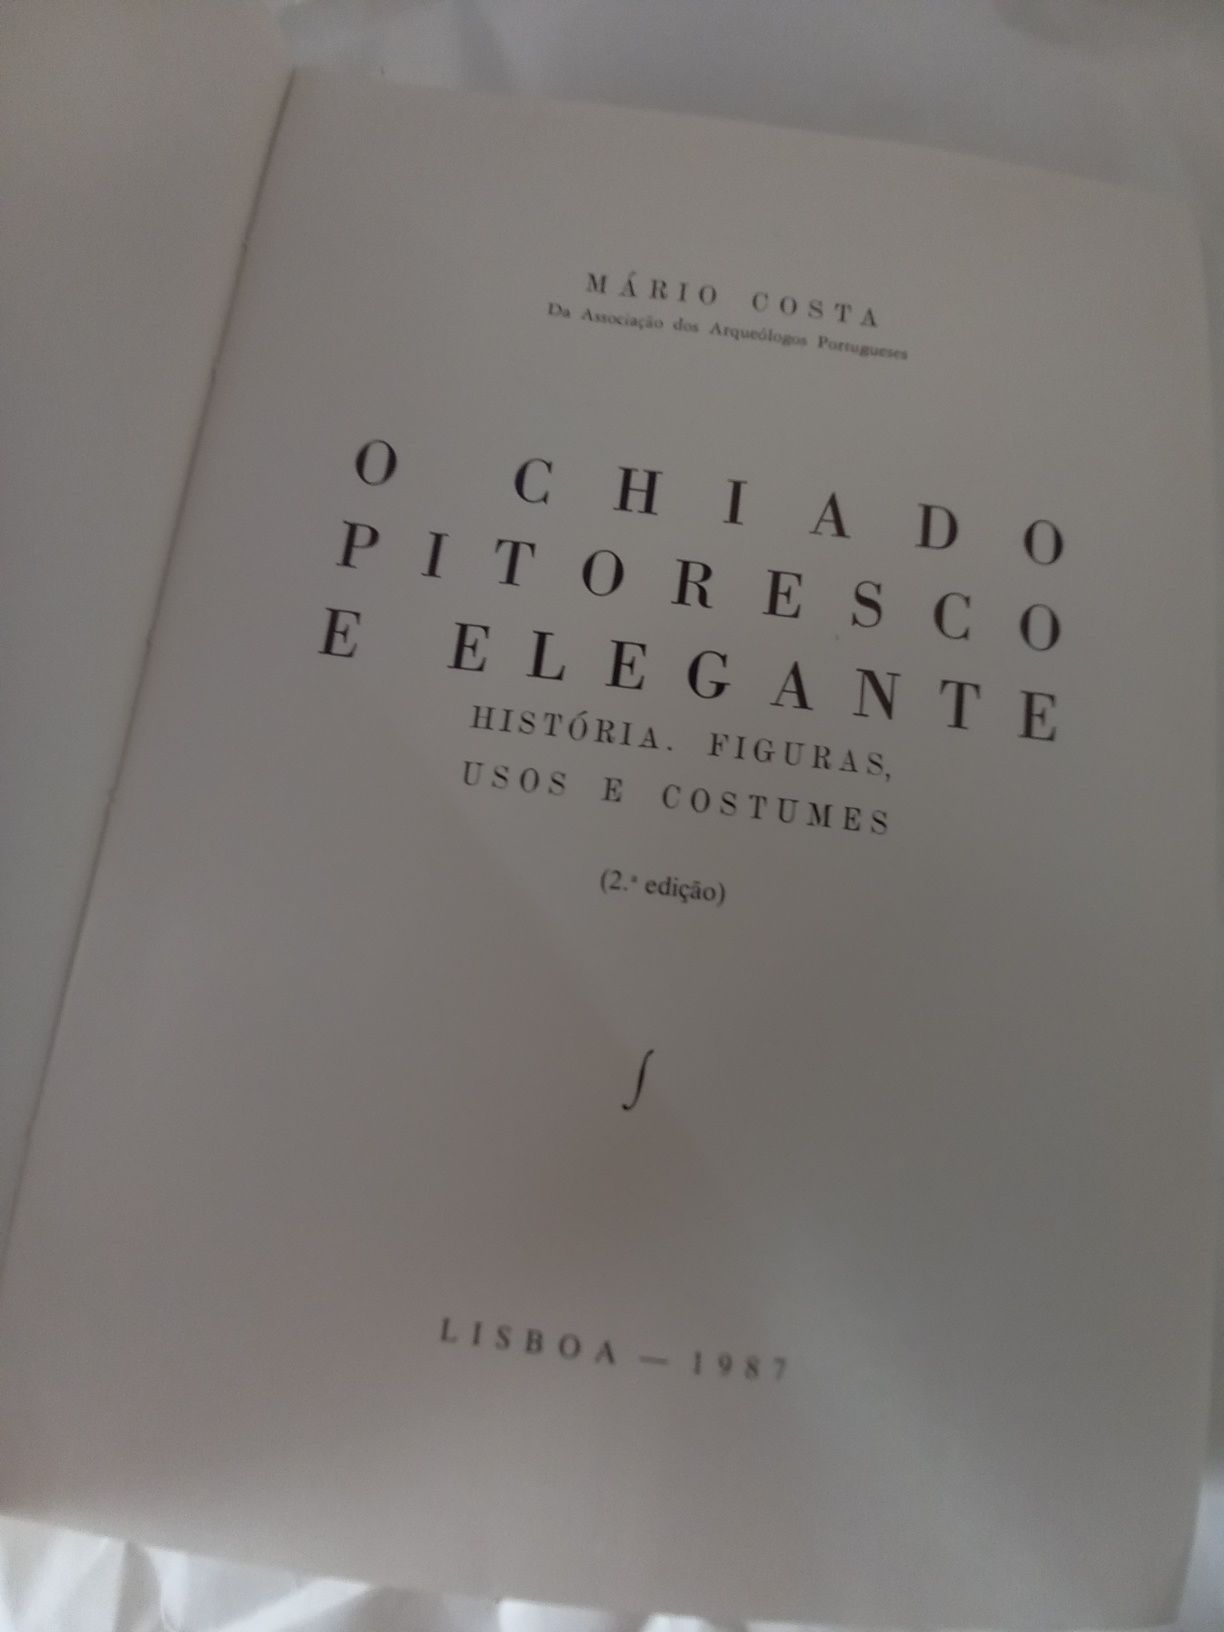 MÁRIO COSTA
Da Associação dos Arqueólogos Portugueses
O CHIADO
PITORESCO
E ELEGANTE
HISTÓRIA. FIGURAS,
USOS E COSTUMES
(2.ª edição)
∫
LISBOA — 1987